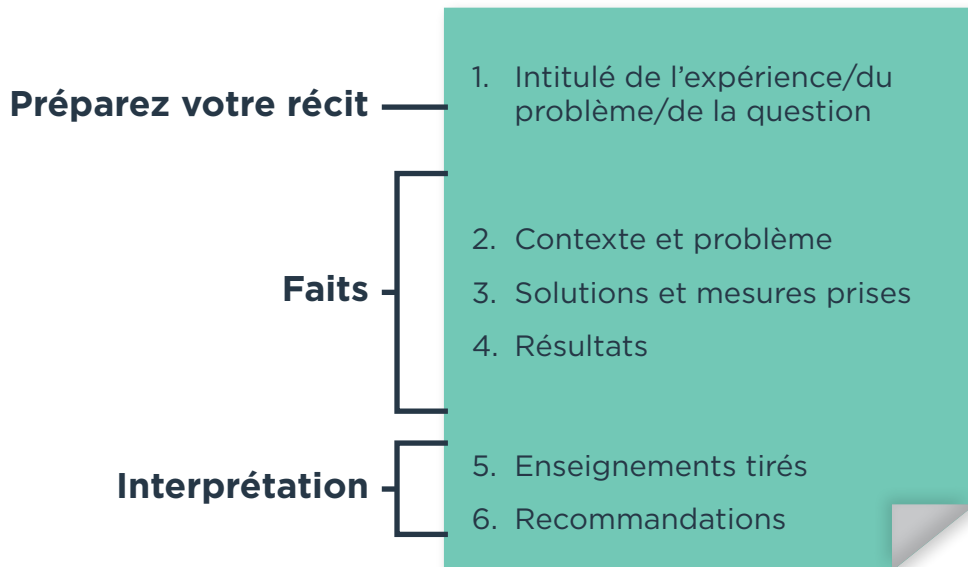 Préparez votre récit
1. Intitulé de l’expérience/du
problème/de la question
Faits
2. Contexte et problème
3. Solutions et mesures prises
4. Résultats
Interprétation
5. Enseignements tirés
6. Recommandations